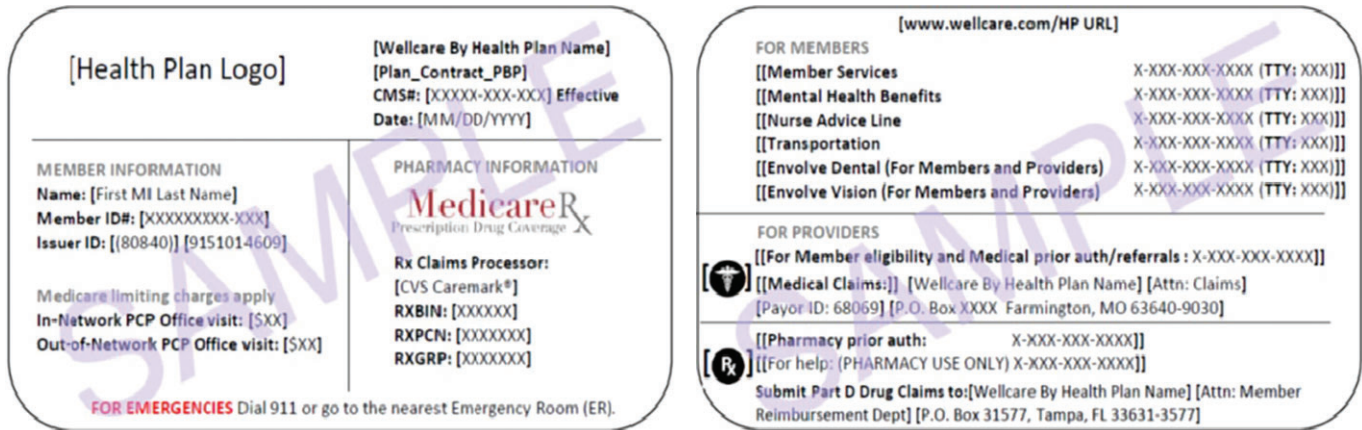 [Health Plan Logo]
[Wellcare By Health Plan Name]
[Plan_Contract_PBP]
CMS#: [XXXXX-XXX-XXX] Effective
Date: [MM/DD/YYYY]
MEMBER INFORMATION
Name: [First MI Last Name]
Member ID#: [XXXXXXXXX-XXX]
Issuer ID: [(80840)] [9151014609]
Medicare limiting charges apply
In-Network PCP Office visit: [$XX]
Out-of-Network PCP Office visit: [$XX]
PHARMACY INFORMATION
MedicareRx
Prescription Drug Coverage
Rx Claims Processor:
[CVS Caremark®]
RXBIN: [XXXXXX]
RXPCN: [XXXXXXX]
RXGRP: [XXXXXXX]
FOR EMERGENCIES Dial 911 or go to the nearest Emergency Room (ER).
SAMPLE
[www.wellcare.com/HP URL]
FOR MEMBERS
[[Member Services X-XXX-XXX-XXXX (TTY: XXX)]]
[[Mental Health Benefits X-XXX-XXX-XXXX (TTY: XXX)]]
[[Nurse Advice Line X-XXX-XXX-XXXX (TTY: XXX)]]
[[Transportation X-XXX-XXX-XXXX (TTY: XXX)]]
[[Envolve Dental (For Members and Providers) X-XXX-XXX-XXXX (TTY: XXX)]]
[[Envolve Vision (For Members and Providers) X-XXX-XXX-XXXX (TTY: XXX)]]
FOR PROVIDERS
[[For Member eligibility and Medical prior auth/referrals : X-XXX-XXX-XXXX]]
[ ] [[Medical Claims:]] [Wellcare By Health Plan Name] [Attn: Claims]
[Payor ID: 68069] [P.O. Box XXXX Farmington, MO 63640-9030]
[[Pharmacy prior auth: X-XXX-XXX-XXXX]]
[Rx] [[For help: (PHARMACY USE ONLY) X-XXX-XXX-XXXX]]
Submit Part D Drug Claims to:[Wellcare By Health Plan Name] [Attn: Member
Reimbursement Dept] [P.O. Box 31577, Tampa, FL 33631-3577]
SAMPLE